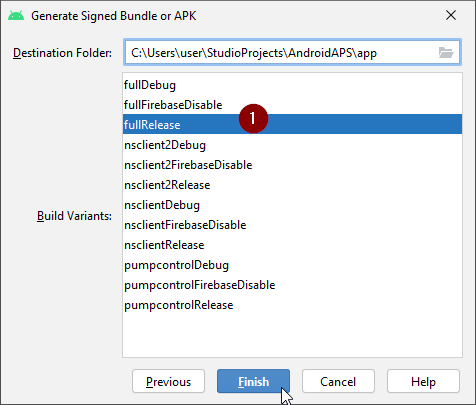 Generate Signed Bundle or APK
Destination Folder: C:\Users\user\StudioProjects\AndroidAPS\app
fullDebug
fullFirebaseDisable
fullRelease 1
nsclient2Debug
nsclient2FirebaseDisable
nsclient2Release
nsclientDebug
Build Variants: nsclientFirebaseDisable
nsclientRelease
pumpcontrolDebug
pumpcontrolFirebaseDisable
pumpcontrolRelease
Previous Finish Cancel Help